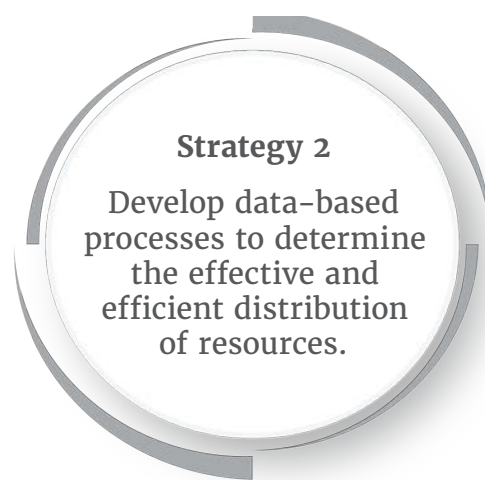 Strategy 2
Develop data-based
processes to determine
the effective and
efficient distribution
of resources.